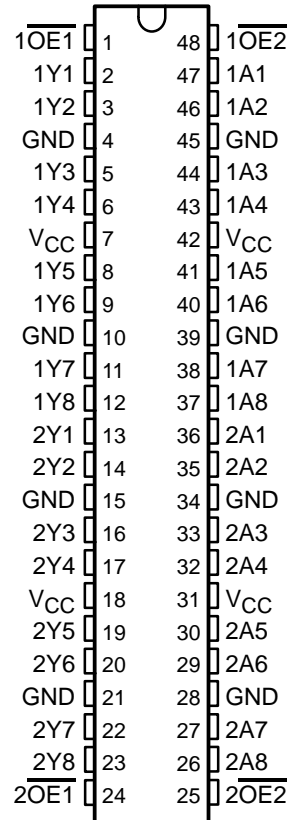 1OE1 1 48 1OE2
1Y1 2 47 1A1
1Y2 3 46 1A2
GND 4 45 GND
1Y3 5 44 1A3
1Y4 6 43 1A4
VCC 7 42 VCC
1Y5 8 41 1A5
1Y6 9 40 1A6
GND 10 39 GND
1Y7 11 38 1A7
1Y8 12 37 1A8
2Y1 13 36 2A1
2Y2 14 35 2A2
GND 15 34 GND
2Y3 16 33 2A3
2Y4 17 32 2A4
VCC 18 31 VCC
2Y5 19 30 2A5
2Y6 20 29 2A6
GND 21 28 GND
2Y7 22 27 2A7
2Y8 23 26 2A8
2OE1 24 25 2OE2